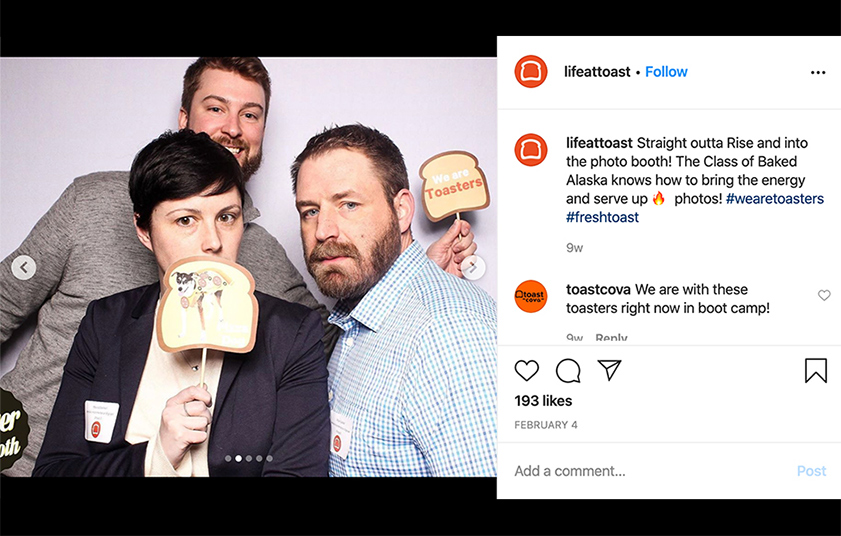 We are
Toasters
er
oth
lifeattoast • Follow
lifeattoast Straight outta Rise and into
the photo booth! The Class of Baked
Alaska knows how to bring the energy
and serve up 🔥 photos! #wearetoasters
#freshtoast
9w
toast
cova
toastcova We are with these
toasters right now in boot camp!
9w Reply
193 likes
FEBRUARY 4
Add a comment... Post